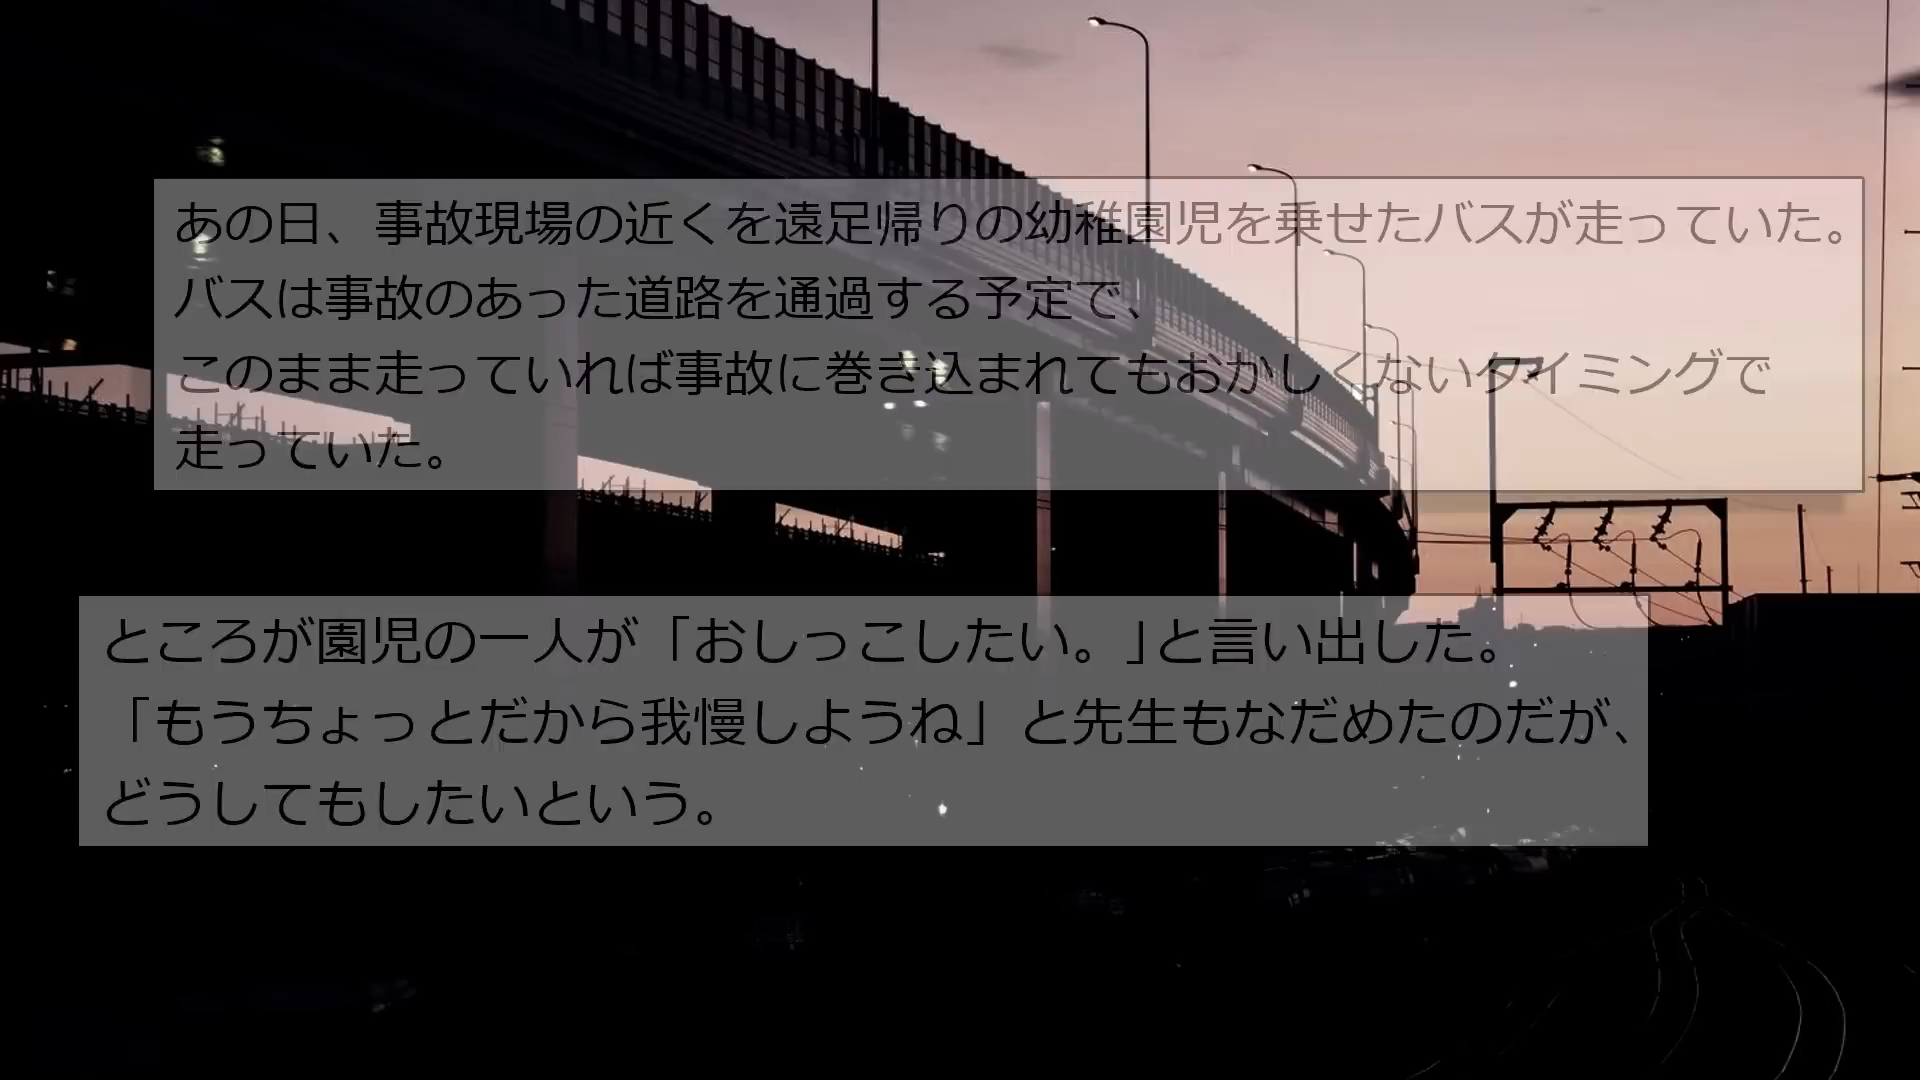 あの日、事故現場の近くを遠足帰りの幼稚園児を乗せたバスが走っていた。
バスは事故のあった道路を通過する予定で、
このまま走っていれば事故に巻き込まれてもおかしくないタイミングで
走っていた。
ところが園児の一人が「おしっこしたい。」と言い出した。
「もうちょっとだから我慢しようね」と先生もなだめたのだが、
どうしてもしたいという。